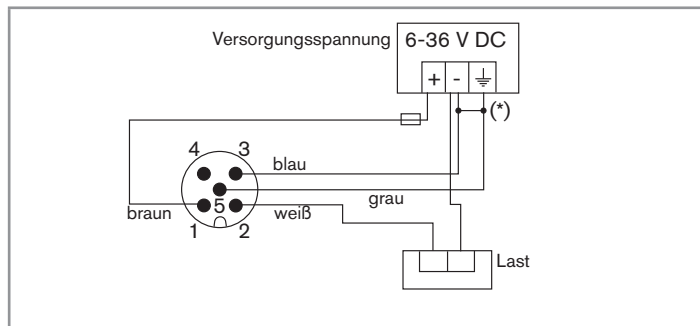 Versorgungsspannung
6-36 V DC
+ -
(*)
4 3
blau
5
grau
braun
weiß
1 2
Last